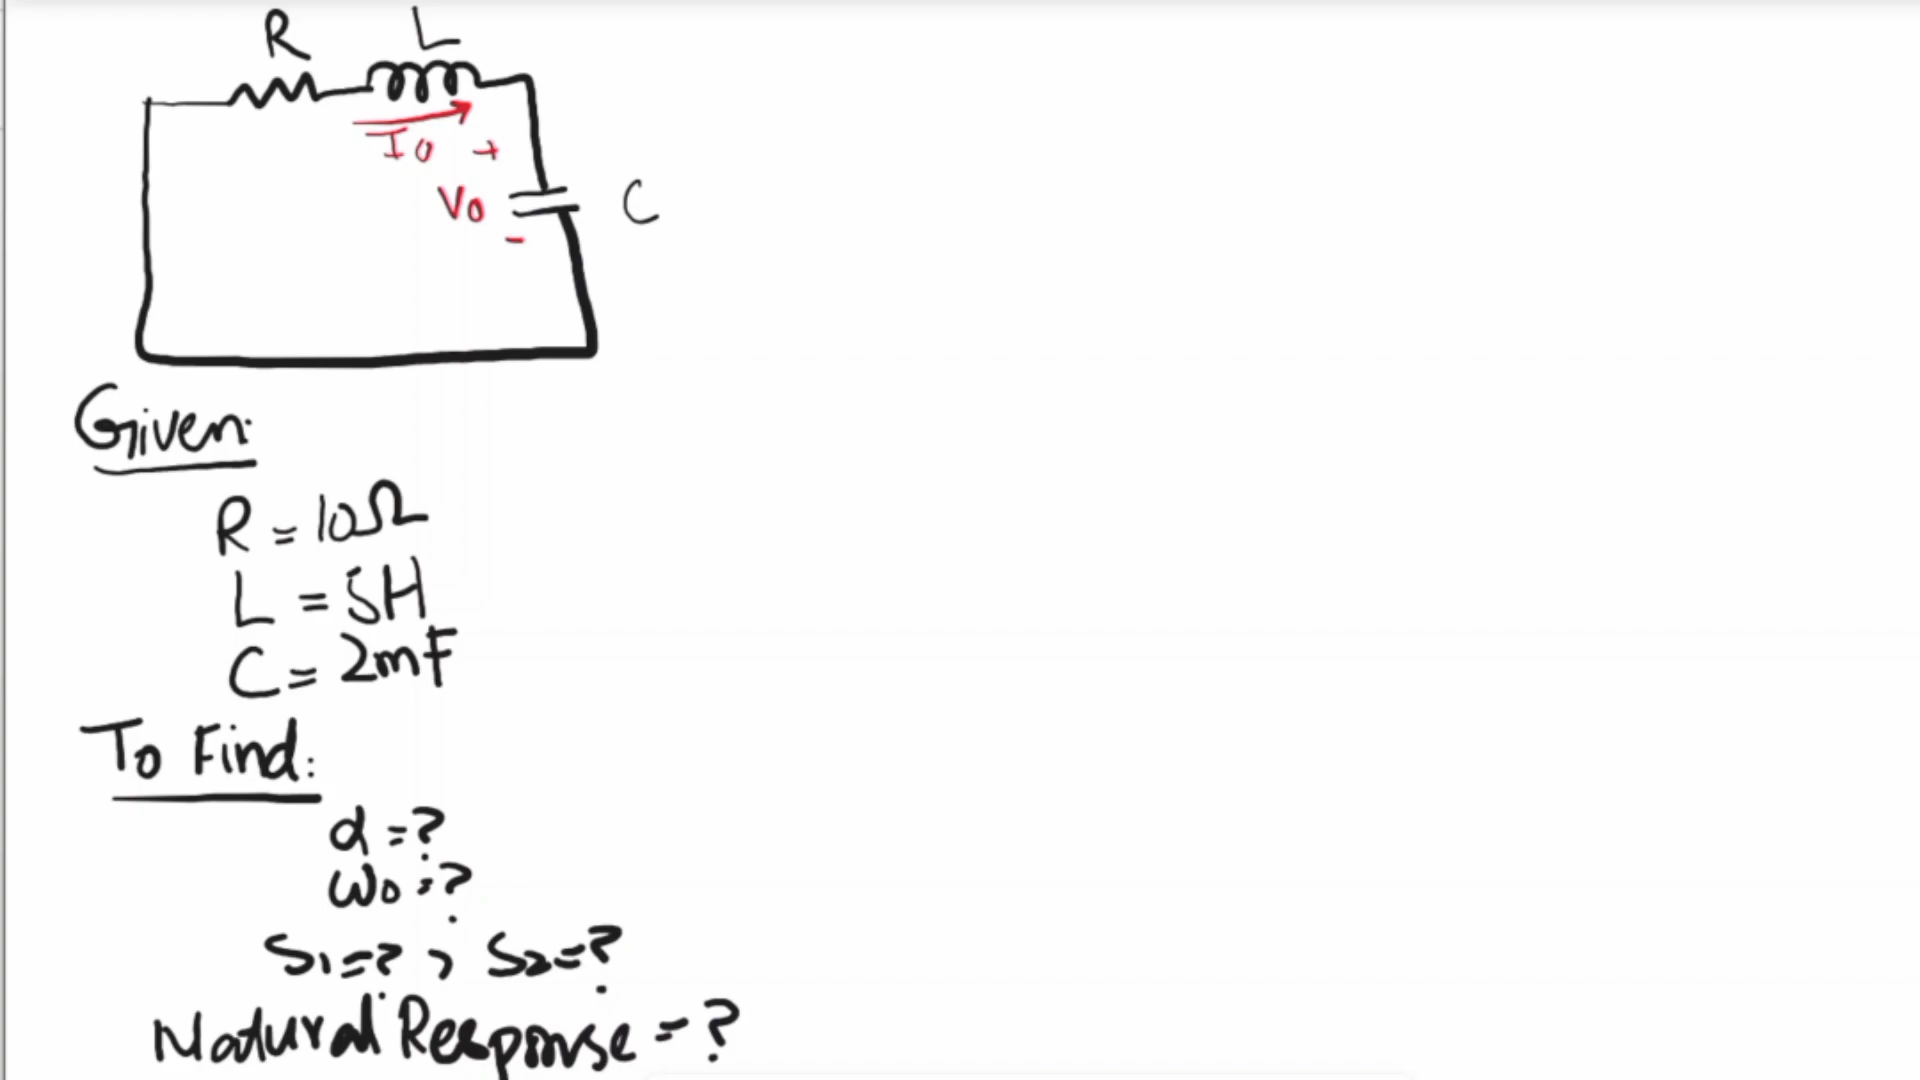 R L
I0 +
V0 C
-
Given:
R = 10Ω
L = 5H
C = 2mF
To Find:
α = ?
ω0 = ?
S1 = ? , S2 = ?
Natural Response = ?